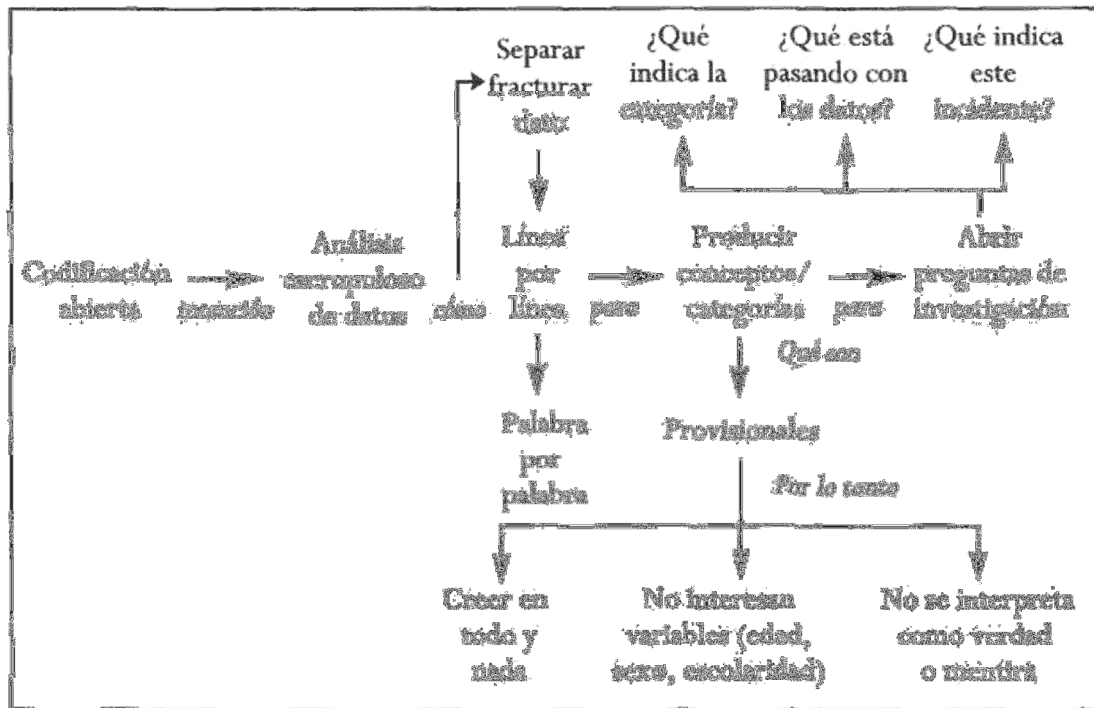 Separar
fracturar
dato
¿Qué
indica la
categoría?
¿Qué está
pasando con
los datos?
¿Qué indica
este
incidente?
Codificación
abierta
Análisis
escrupuloso
de datos
cómo
Línea
por
línea
para
Producir
conceptos/
categorías
para
Abrir
preguntas de
investigación
Qué son
Palabra
por
palabra
Provisionales
Por lo tanto
Creer en
todo y
nada
No interesan
variables (edad,
sexo, escolaridad)
No se interpreta
como verdad
o mentira